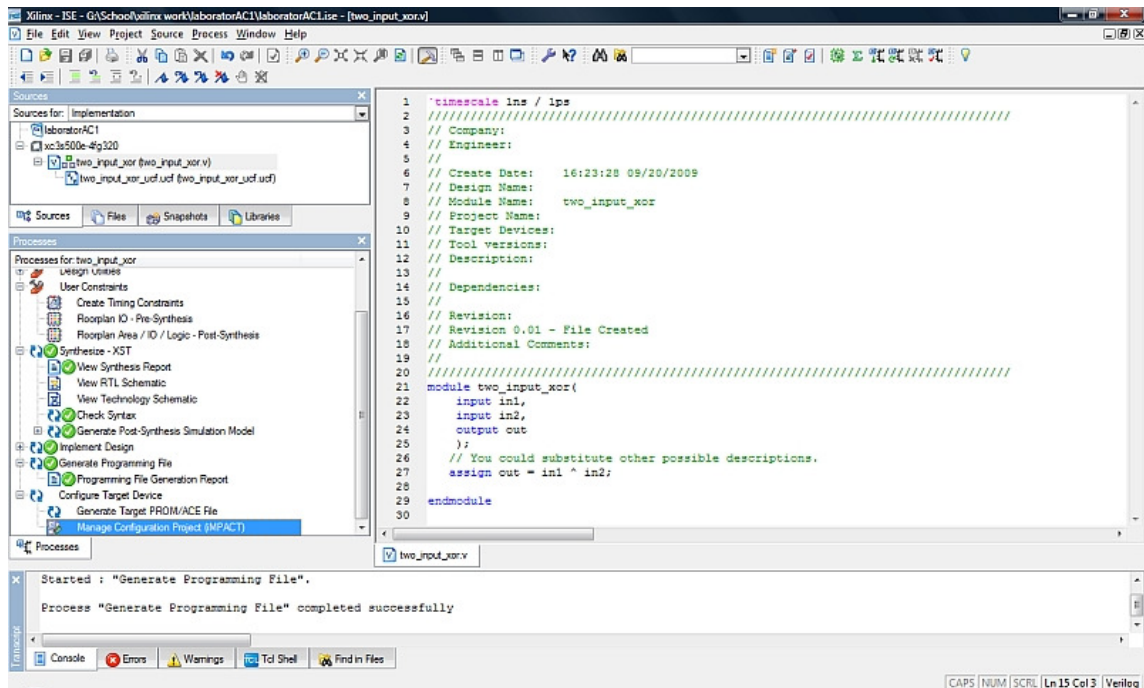 Xilinx - ISE - G:\School\xilinx work\laboratorAC1\laboratorAC1.ise - [two_input_xor.v]
File Edit View Project Source Process Window Help
Sources
Sources for: Implementation
laboratorAC1
xc3s500e-4fg320
two_input_xor (two_input_xor.v)
two_input_xor_ucf.ucf (two_input_xor_ucf.ucf)
Sources Files Snapshots Libraries
Processes
Processes for: two_input_xor
Design Utilities
User Constraints
Create Timing Constraints
Floorplan IO - Pre-Synthesis
Floorplan Area / IO / Logic - Post-Synthesis
Synthesize - XST
View Synthesis Report
View RTL Schematic
View Technology Schematic
Check Syntax
Generate Post-Synthesis Simulation Model
Implement Design
Generate Programming File
Programming File Generation Report
Configure Target Device
Generate Target PROM/ACE File
Manage Configuration Project (iMPACT)
Processes
1 `timescale 1ns / 1ps
2 //////////////////////////////////////////////////////////////////////////////////
3 // Company:
4 // Engineer:
5 //
6 // Create Date: 16:23:28 09/20/2009
7 // Design Name:
8 // Module Name: two_input_xor
9 // Project Name:
10 // Target Devices:
11 // Tool versions:
12 // Description:
13 //
14 // Dependencies:
15 //
16 // Revision:
17 // Revision 0.01 - File Created
18 // Additional Comments:
19 //
20 //////////////////////////////////////////////////////////////////////////////////
21 module two_input_xor(
22 input in1,
23 input in2,
24 output out
25 );
26 // You could substitute other possible descriptions.
27 assign out = in1 ^ in2;
28
29 endmodule
30
two_input_xor.v
Started : "Generate Programming File".
Process "Generate Programming File" completed successfully
Transcript
Console Errors Warnings Tcl Shell Find in Files
CAPS NUM SCRL Ln 15 Col 3 Verilog